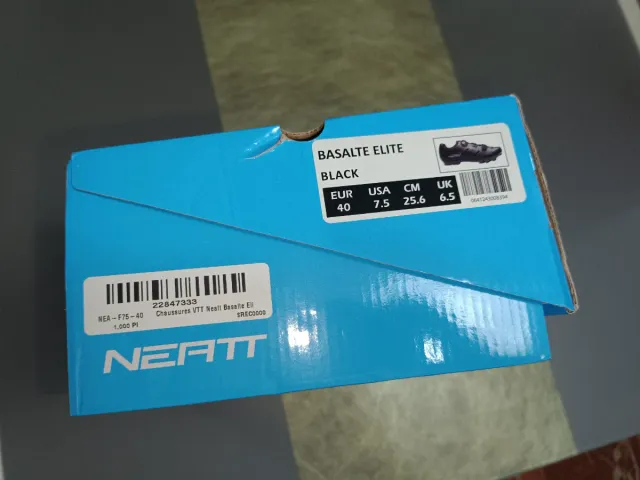 BASALTE ELITE
BLACK
EUR USA CM UK
40 7.5 25.6 6.5
22847333
NEA-F75-40 Chaussures VTT Neatt Basalte Eli
1,000 PI SREC0000
NEATT